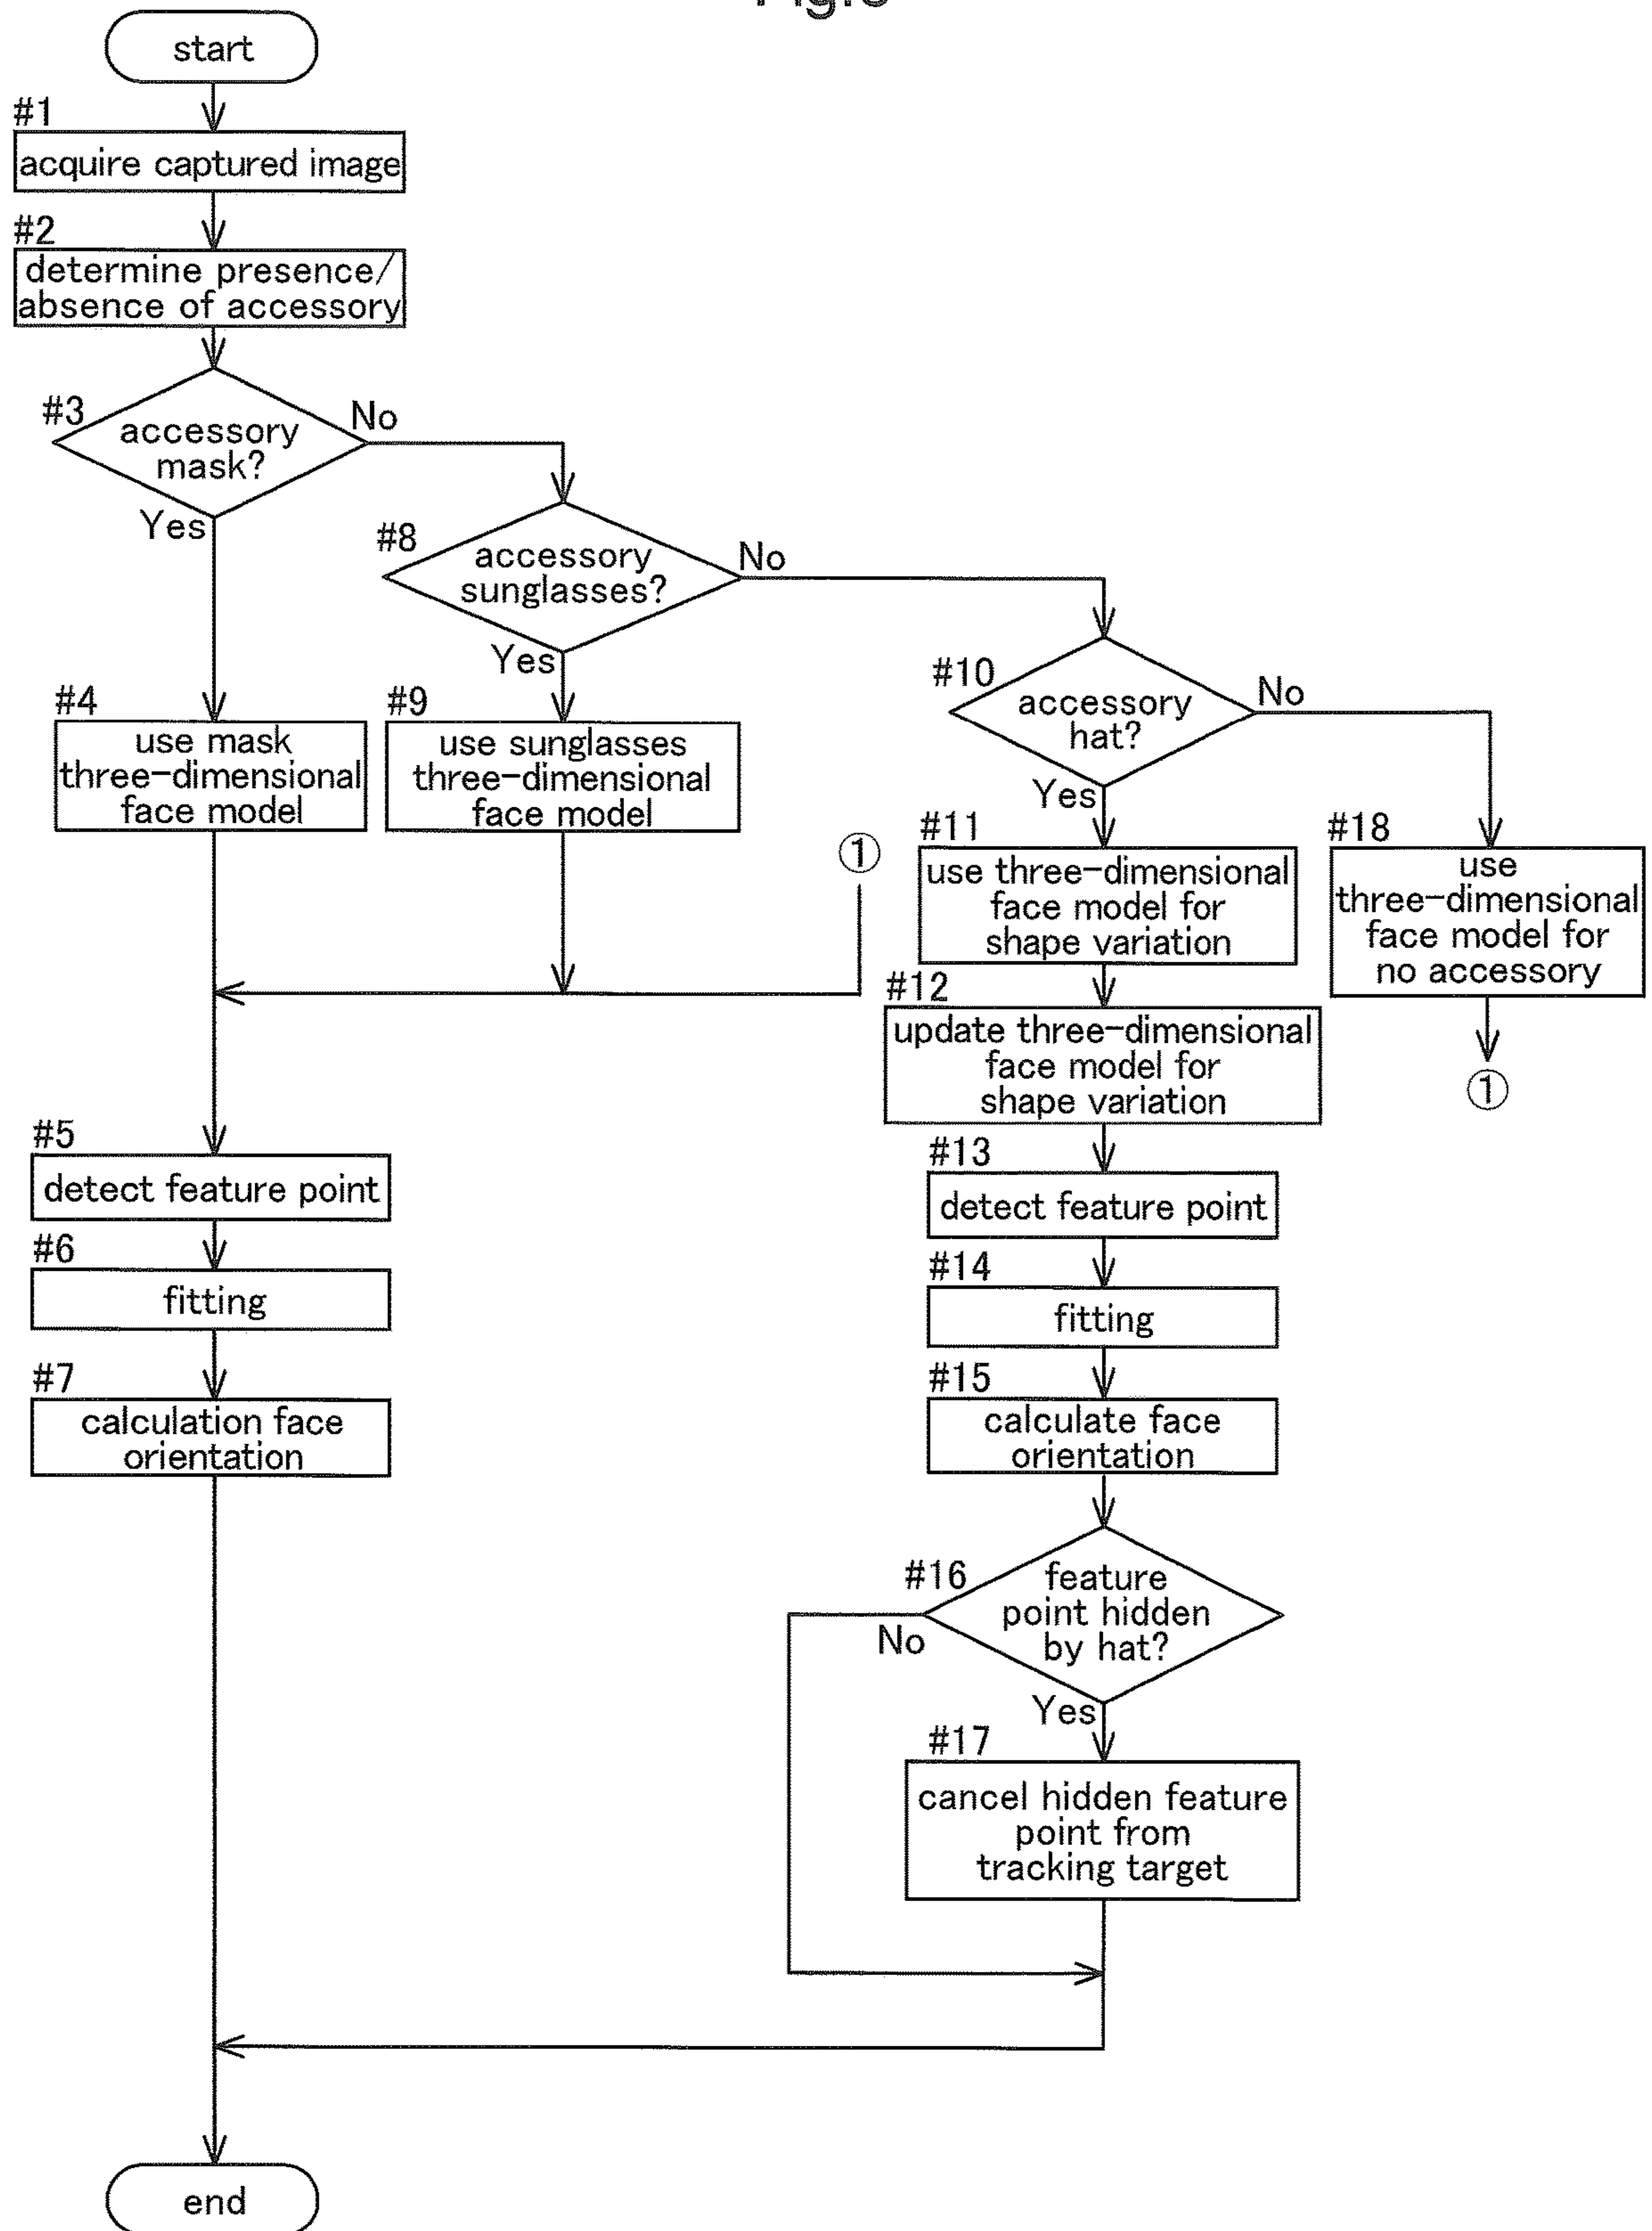 start
#1
acquire captured image
#2
determine presence/
absence of accessory
#3
accessory
mask?
No
Yes
#8
accessory
sunglasses?
No
Yes
#10
accessory
hat?
No
Yes
#4
use mask
three-dimensional
face model
#9
use sunglasses
three-dimensional
face model
①
#11
use three-dimensional
face model for
shape variation
#18
use
three-dimensional
face model for
no accessory
①
#12
update three-dimensional
face model for
shape variation
#5
detect feature point
#6
fitting
#7
calculation face
orientation
#13
detect feature point
#14
fitting
#15
calculate face
orientation
#16
feature
point hidden
by hat?
No
Yes
#17
cancel hidden feature
point from
tracking target
end